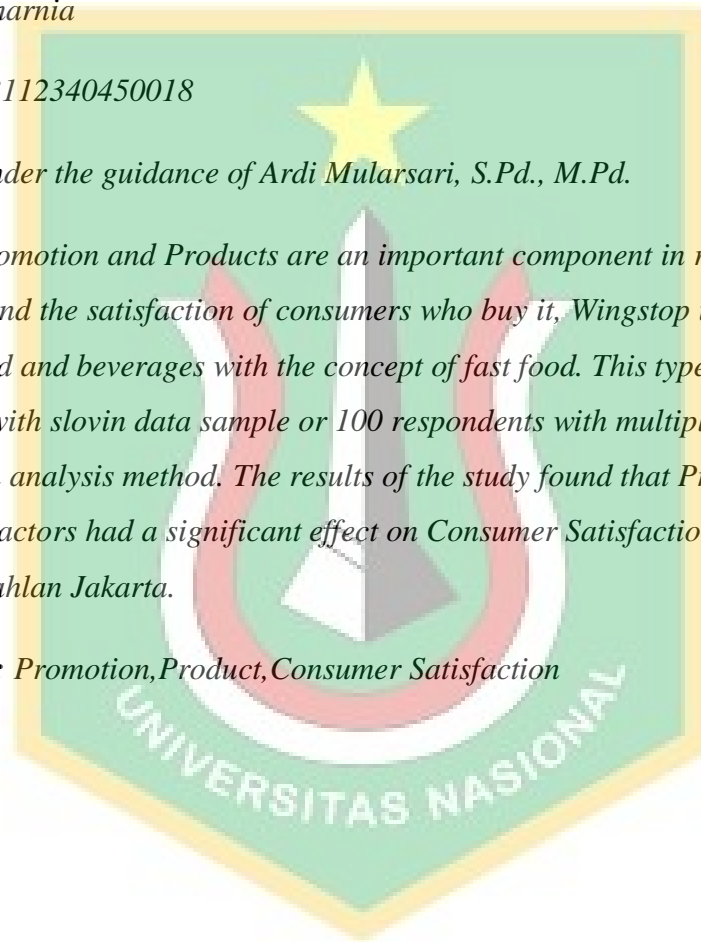 112340450018
nder the guidance of Ardi Mularsari, S.Pd., M.Pd.
omotion and Products are an important component in
nd the satisfaction of consumers who buy it, Wingstop
d and beverages with the concept of fast food. This type
with slovin data sample or 100 respondents with multipl
analysis method. The results of the study found that P
actors had a significant effect on Consumer Satisfactio
ahlan Jakarta.
: Promotion,Product,Consumer Satisfaction
UNIVERSITAS NASIONAL